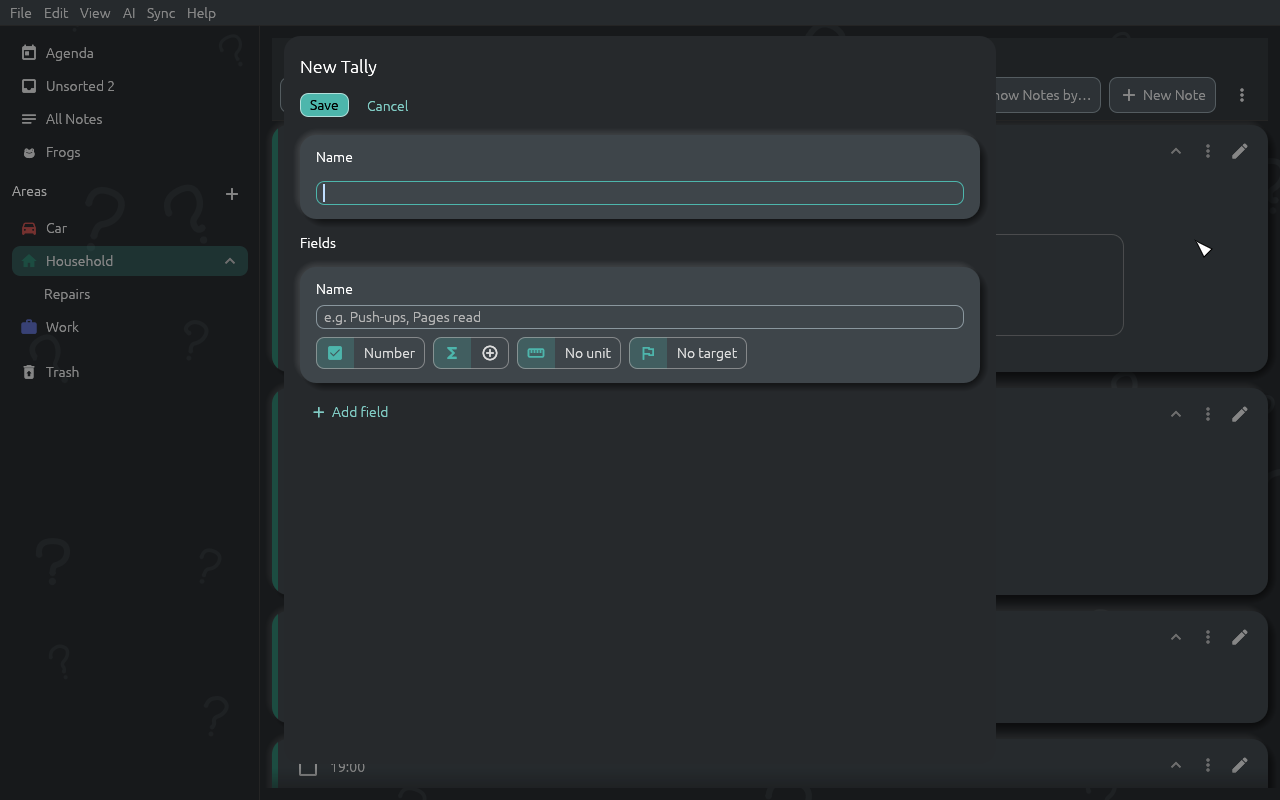 File Edit View AI Sync Help
Agenda
Unsorted 2
All Notes
Frogs
Areas
Car
Household
Repairs
Work
Trash
New Tally
Save Cancel
Name
Fields
Name
e.g. Push-ups, Pages read
Number No unit No target
Add field
Notes by...
New Note
19:00